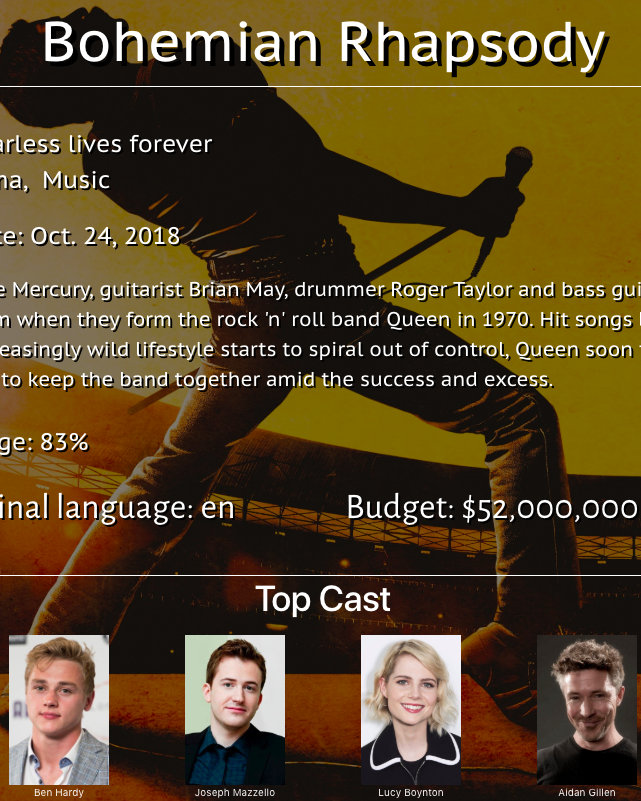 Bohemian Rhapsody
arless lives forever
ma, Music
te: Oct. 24, 2018
e Mercury, guitarist Brian May, drummer Roger Taylor and bass gui
m when they form the rock 'n' roll band Queen in 1970. Hit songs
easingly wild lifestyle starts to spiral out of control, Queen soon
to keep the band together amid the success and excess.
ge: 83%
inal language: en Budget: $52,000,000
Top Cast
Ben Hardy Joseph Mazzello Lucy Boynton Aidan Gillen